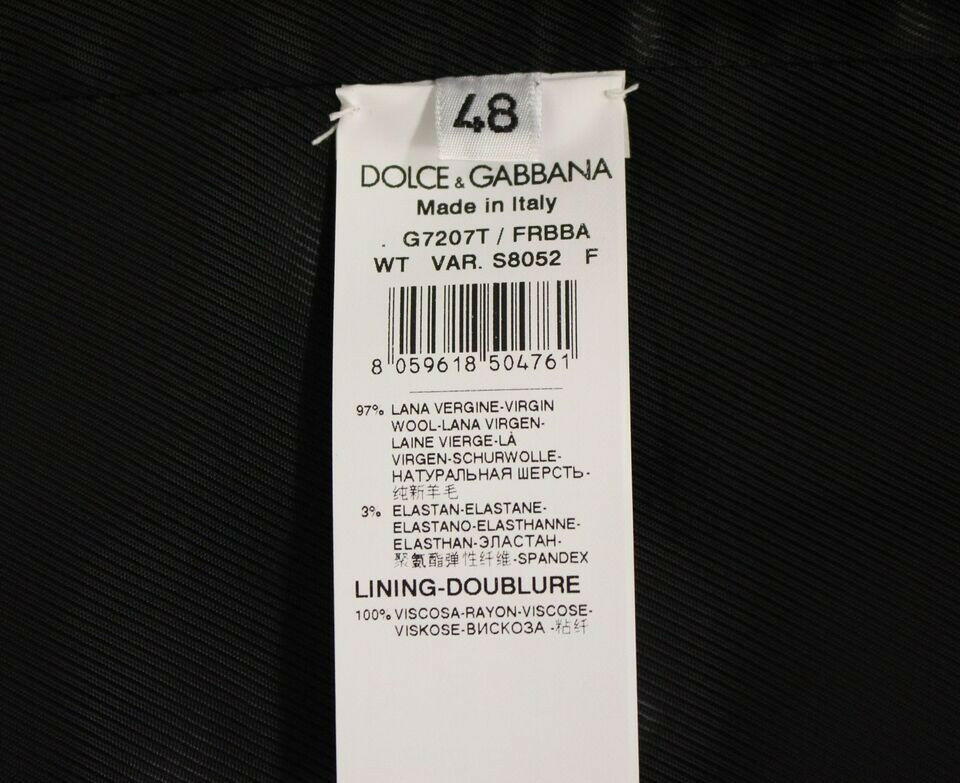 48
DOLCE & GABBANA
Made in Italy
. G7207T / FRBBA
WT VAR. S8052 F
8 059618 504761
97% LANA VERGINE-VIRGIN
WOOL-LANA VIRGEN-
LAINE VIERGE-LÀ
VIRGEN-SCHURWOLLE-
НАТУРАЛЬНАЯ ШЕРСТЬ-
纯新羊毛
3% ELASTAN-ELASTANE-
ELASTANO-ELASTHANNE-
ELASTHAN-ЭЛАСТАН-
聚氨酯弹性纤维-SPANDEX
LINING-DOUBLURE
100% VISCOSA-RAYON-VISCOSE-
VISKOSE-ВИСКОЗА -粘纤